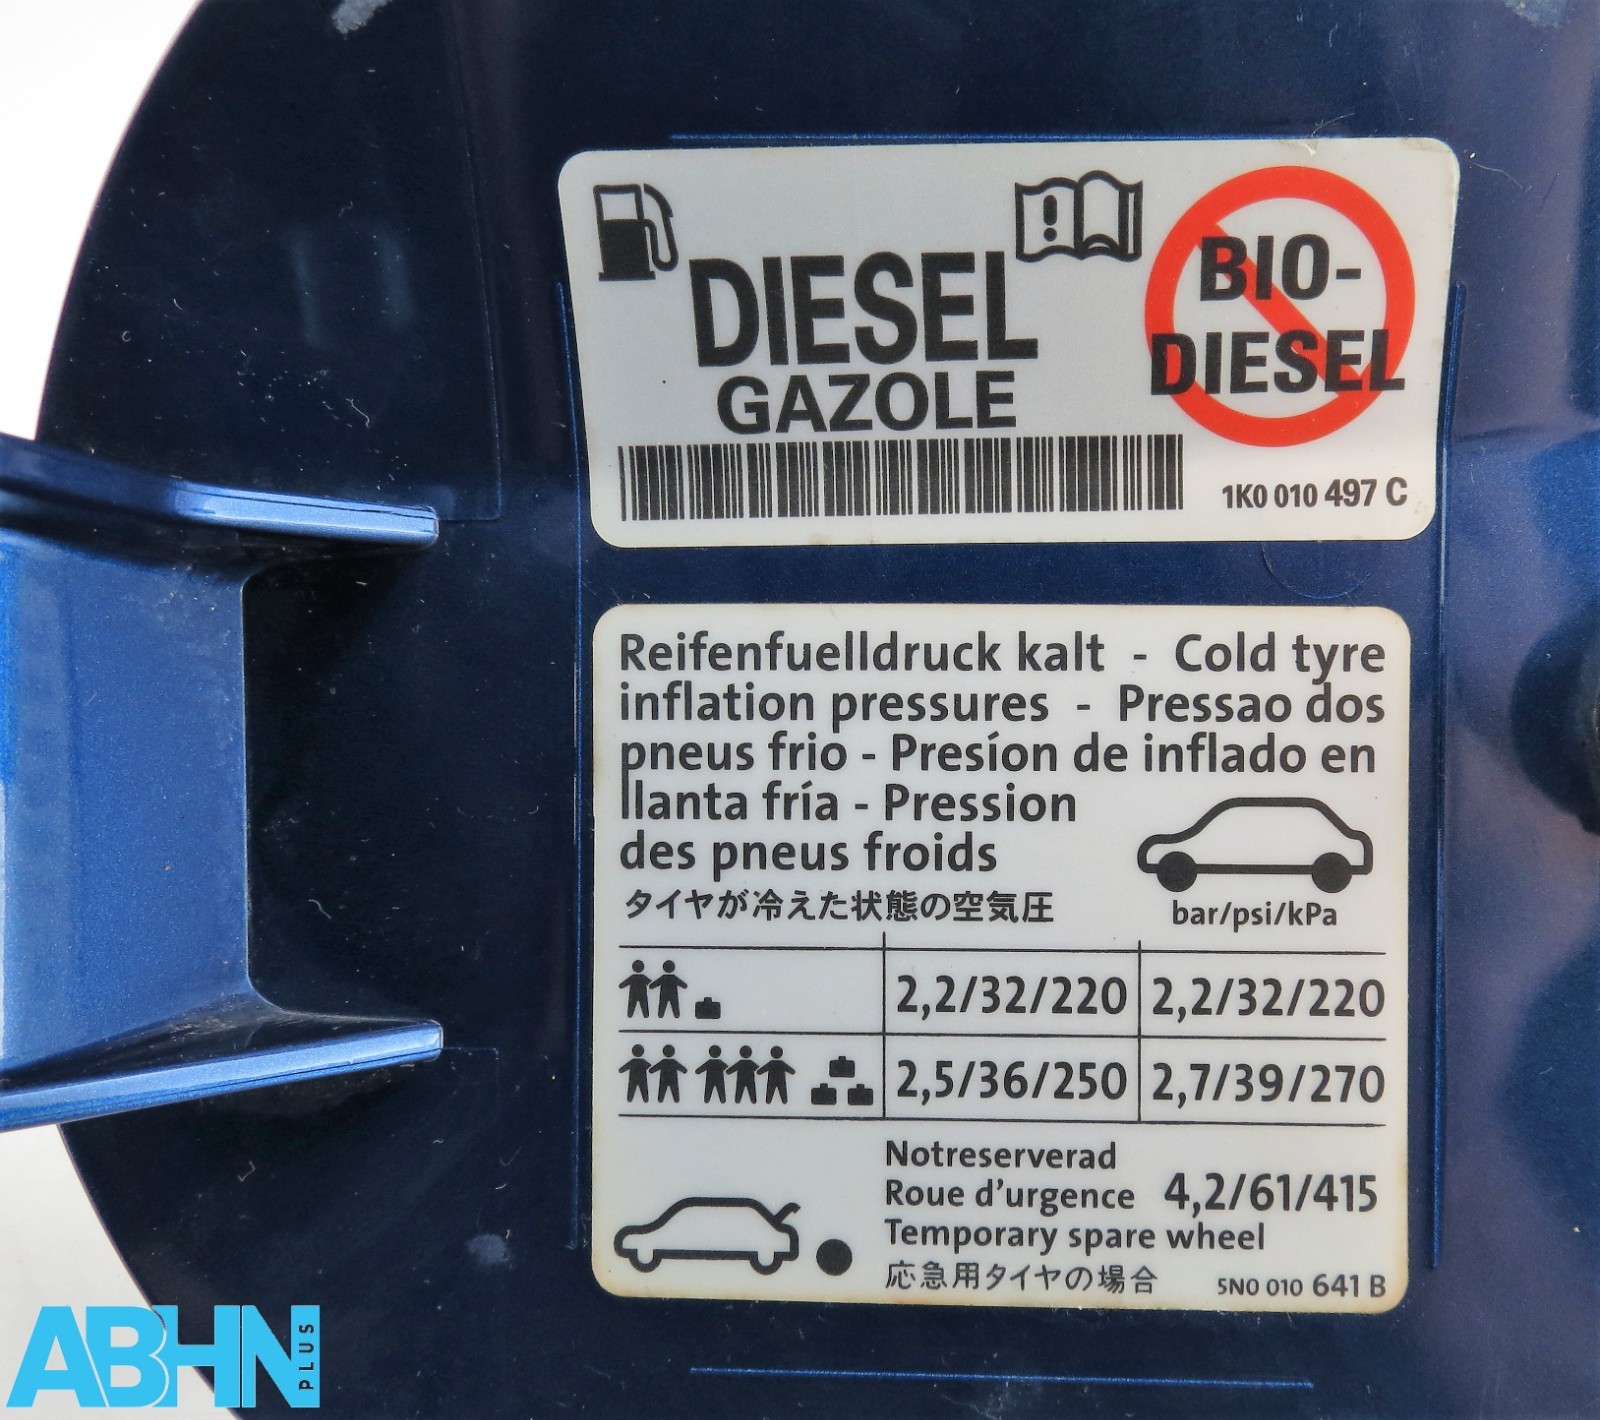 DIESEL
GAZOLE
BIO-
DIESEL
1K0 010 497 C
Reifenfuelldruck kalt - Cold tyre
inflation pressures - Pressao dos
pneus frio - Presíon de inflado en
llanta fría - Pression
des pneus froids
タイヤが冷えた状態の空気圧
bar/psi/kPa
2,2/32/220 2,2/32/220
2,5/36/250 2,7/39/270
Notreserverad
Roue d'urgence 4,2/61/415
Temporary spare wheel
応急用タイヤの場合
5N0 010 641 B
ABHN PLUS